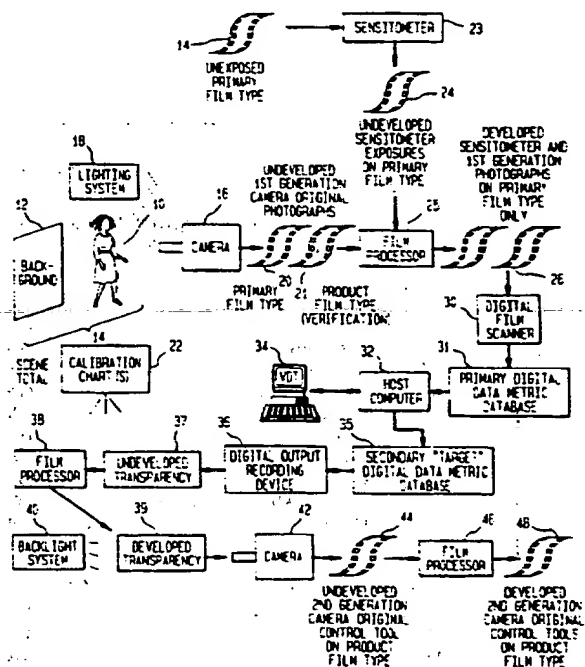 14
SENSITOMETER
23
UNEXPOSED
PRIMARY
FILM TYPE
24
UNDEVELOPED
SENSITOMETER
EXPOSURES
ON PRIMARY
FILM TYPE
DEVELOPED
SENSITOMETER AND
1ST GENERATION
PHOTOGRAPHS
ON PRIMARY
FILM TYPE
ONLY
18
LIGHTING
SYSTEM
12
10
BACK-
GROUND
UNDEVELOPED
1ST GENERATION
CAMERA ORIGINAL
PHOTOGRAPHS
16
CAMERA
20
PRIMARY
FILM TYPE
21
PRODUCT
FILM TYPE
(VERIFICATION)
FILM
PROCESSOR
30
DIGITAL
FILM
SCANNER
14
SCENE
TOTAL
CALIBRATION
CHART(S)
22
34
VDT
32
HOST
COMPUTER
31
PRIMARY DIGITAL
DATA METRIC
DATABASE
38
FILM
PROCESSOR
37
UNDEVELOPED
TRANSPARENCY
36
DIGITAL OUTPUT
RECORDING
DEVICE
35
SECONDARY "TARGET"
DIGITAL DATA METRIC
DATABASE
40
BACKLIGHT
SYSTEM
39
DEVELOPED
TRANSPARENCY
42
CAMERA
44
UNDEVELOPED
2ND GENERATION
CAMERA ORIGINAL
CONTROL TOOL
ON PRODUCT
FILM TYPE
46
FILM
PROCESSOR
48
DEVELOPED
2ND GENERATION
CAMERA ORIGINAL
CONTROL TOOLS
ON PRODUCT
FILM TYPE